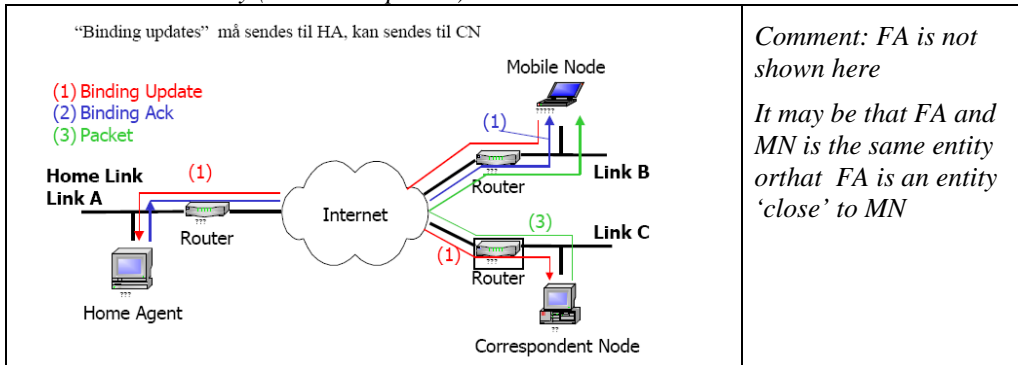 "Binding updates" må sendes til HA, kan sendes til CN
(1) Binding Update
(2) Binding Ack
(3) Packet
Mobile Node
?????
(1)
Router
Link B
Home Link
Link A
(1)
???
Router
Internet
???
Home Agent
(3)
Link C
(1)
???
Router
??
Correspondent Node
Comment: FA is not
shown here
It may be that FA and
MN is the same entity
orthat FA is an entity
'close' to MN